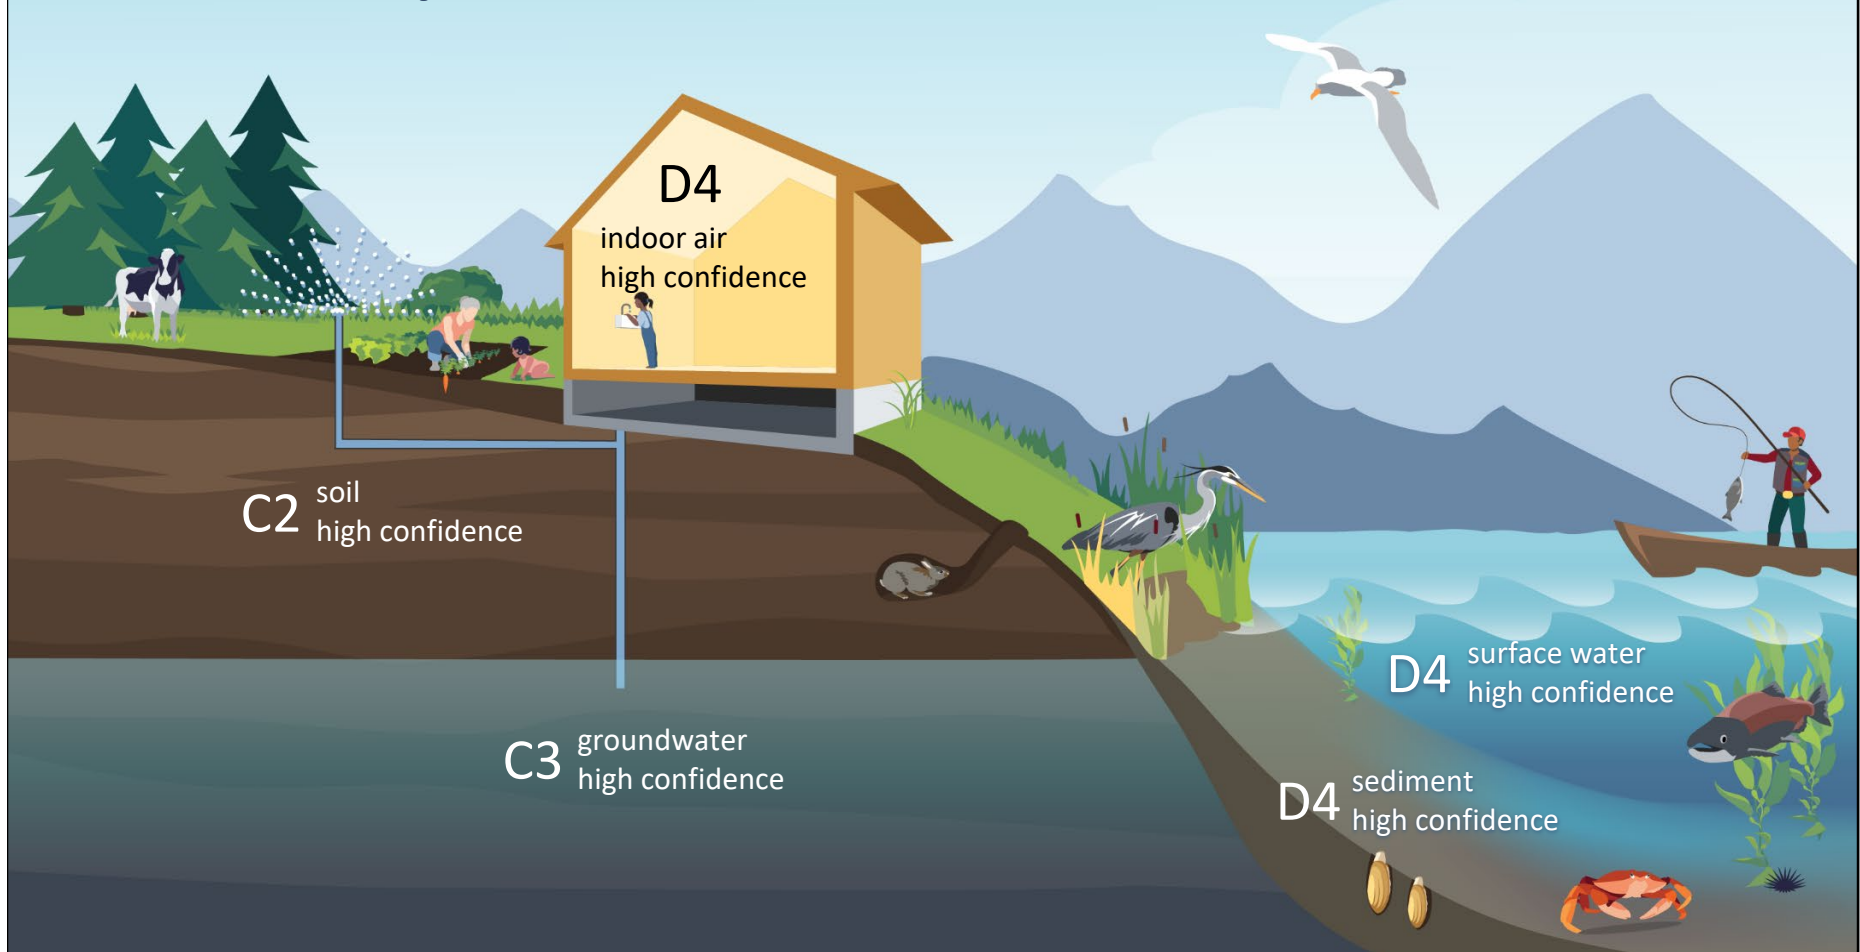 D4
indoor air
high confidence
C2
soil
high confidence
D4
surface water
high confidence
C3
groundwater
high confidence
D4
sediment
high confidence